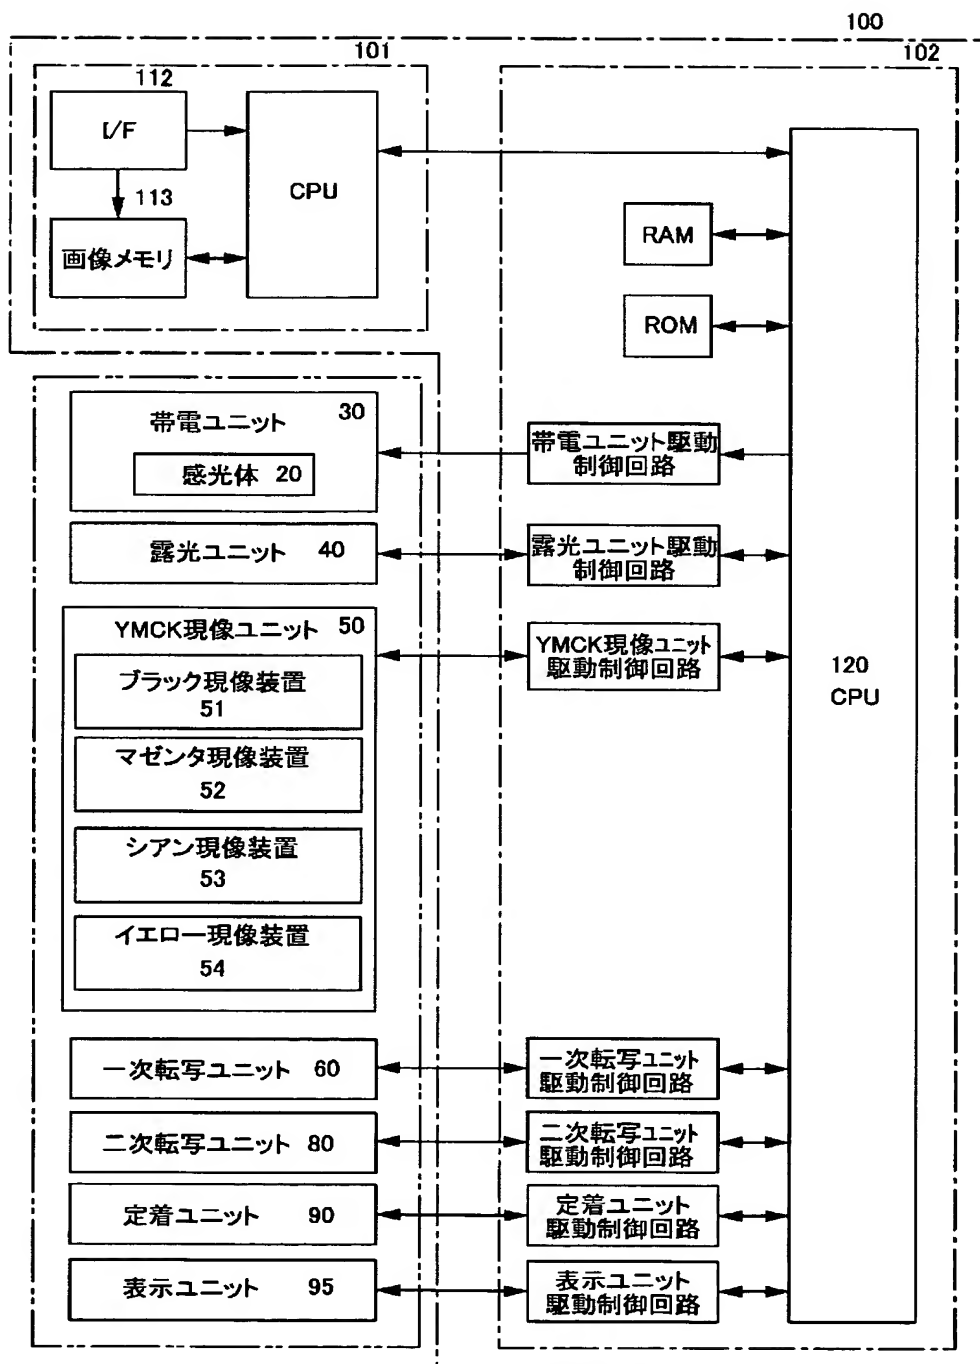 100
101
102
112
I/F
CPU
113
画像メモリ
RAM
ROM
帯電ユニット 30
感光体 20
帯電ユニット駆動
制御回路
露光ユニット 40
露光ユニット駆動
制御回路
YMCK現像ユニット 50
YMCK現像ユニット
駆動制御回路
ブラック現像装置
51
マゼンタ現像装置
52
シアン現像装置
53
イエロー現像装置
54
120
CPU
一次転写ユニット 60
一次転写ユニット
駆動制御回路
二次転写ユニット 80
二次転写ユニット
駆動制御回路
定着ユニット 90
定着ユニット
駆動制御回路
表示ユニット 95
表示ユニット
駆動制御回路